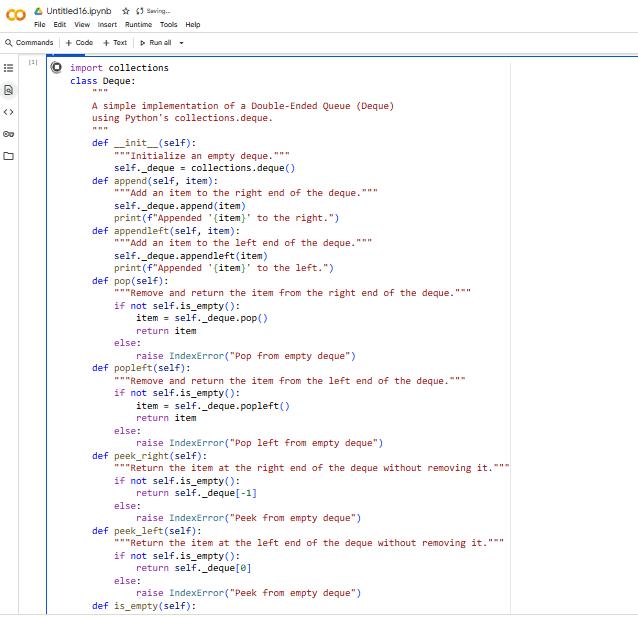 Untitled16.ipynb Saving...
File Edit View Insert Runtime Tools Help
Commands + Code + Text Run all
[1]
import collections
class Deque:
    """
    A simple implementation of a Double-Ended Queue (Deque)
    using Python's collections.deque.
    """
    def __init__(self):
        """Initialize an empty deque."""
        self._deque = collections.deque()
    def append(self, item):
        """Add an item to the right end of the deque."""
        self._deque.append(item)
        print(f"Appended '{item}' to the right.")
    def appendleft(self, item):
        """Add an item to the left end of the deque."""
        self._deque.appendleft(item)
        print(f"Appended '{item}' to the left.")
    def pop(self):
        """Remove and return the item from the right end of the deque."""
        if not self.is_empty():
            item = self._deque.pop()
            return item
        else:
            raise IndexError("Pop from empty deque")
    def popleft(self):
        """Remove and return the item from the left end of the deque."""
        if not self.is_empty():
            item = self._deque.popleft()
            return item
        else:
            raise IndexError("Pop left from empty deque")
    def peek_right(self):
        """Return the item at the right end of the deque without removing it."""
        if not self.is_empty():
            return self._deque[-1]
        else:
            raise IndexError("Peek from empty deque")
    def peek_left(self):
        """Return the item at the left end of the deque without removing it."""
        if not self.is_empty():
            return self._deque[0]
        else:
            raise IndexError("Peek from empty deque")
    def is_empty(self):